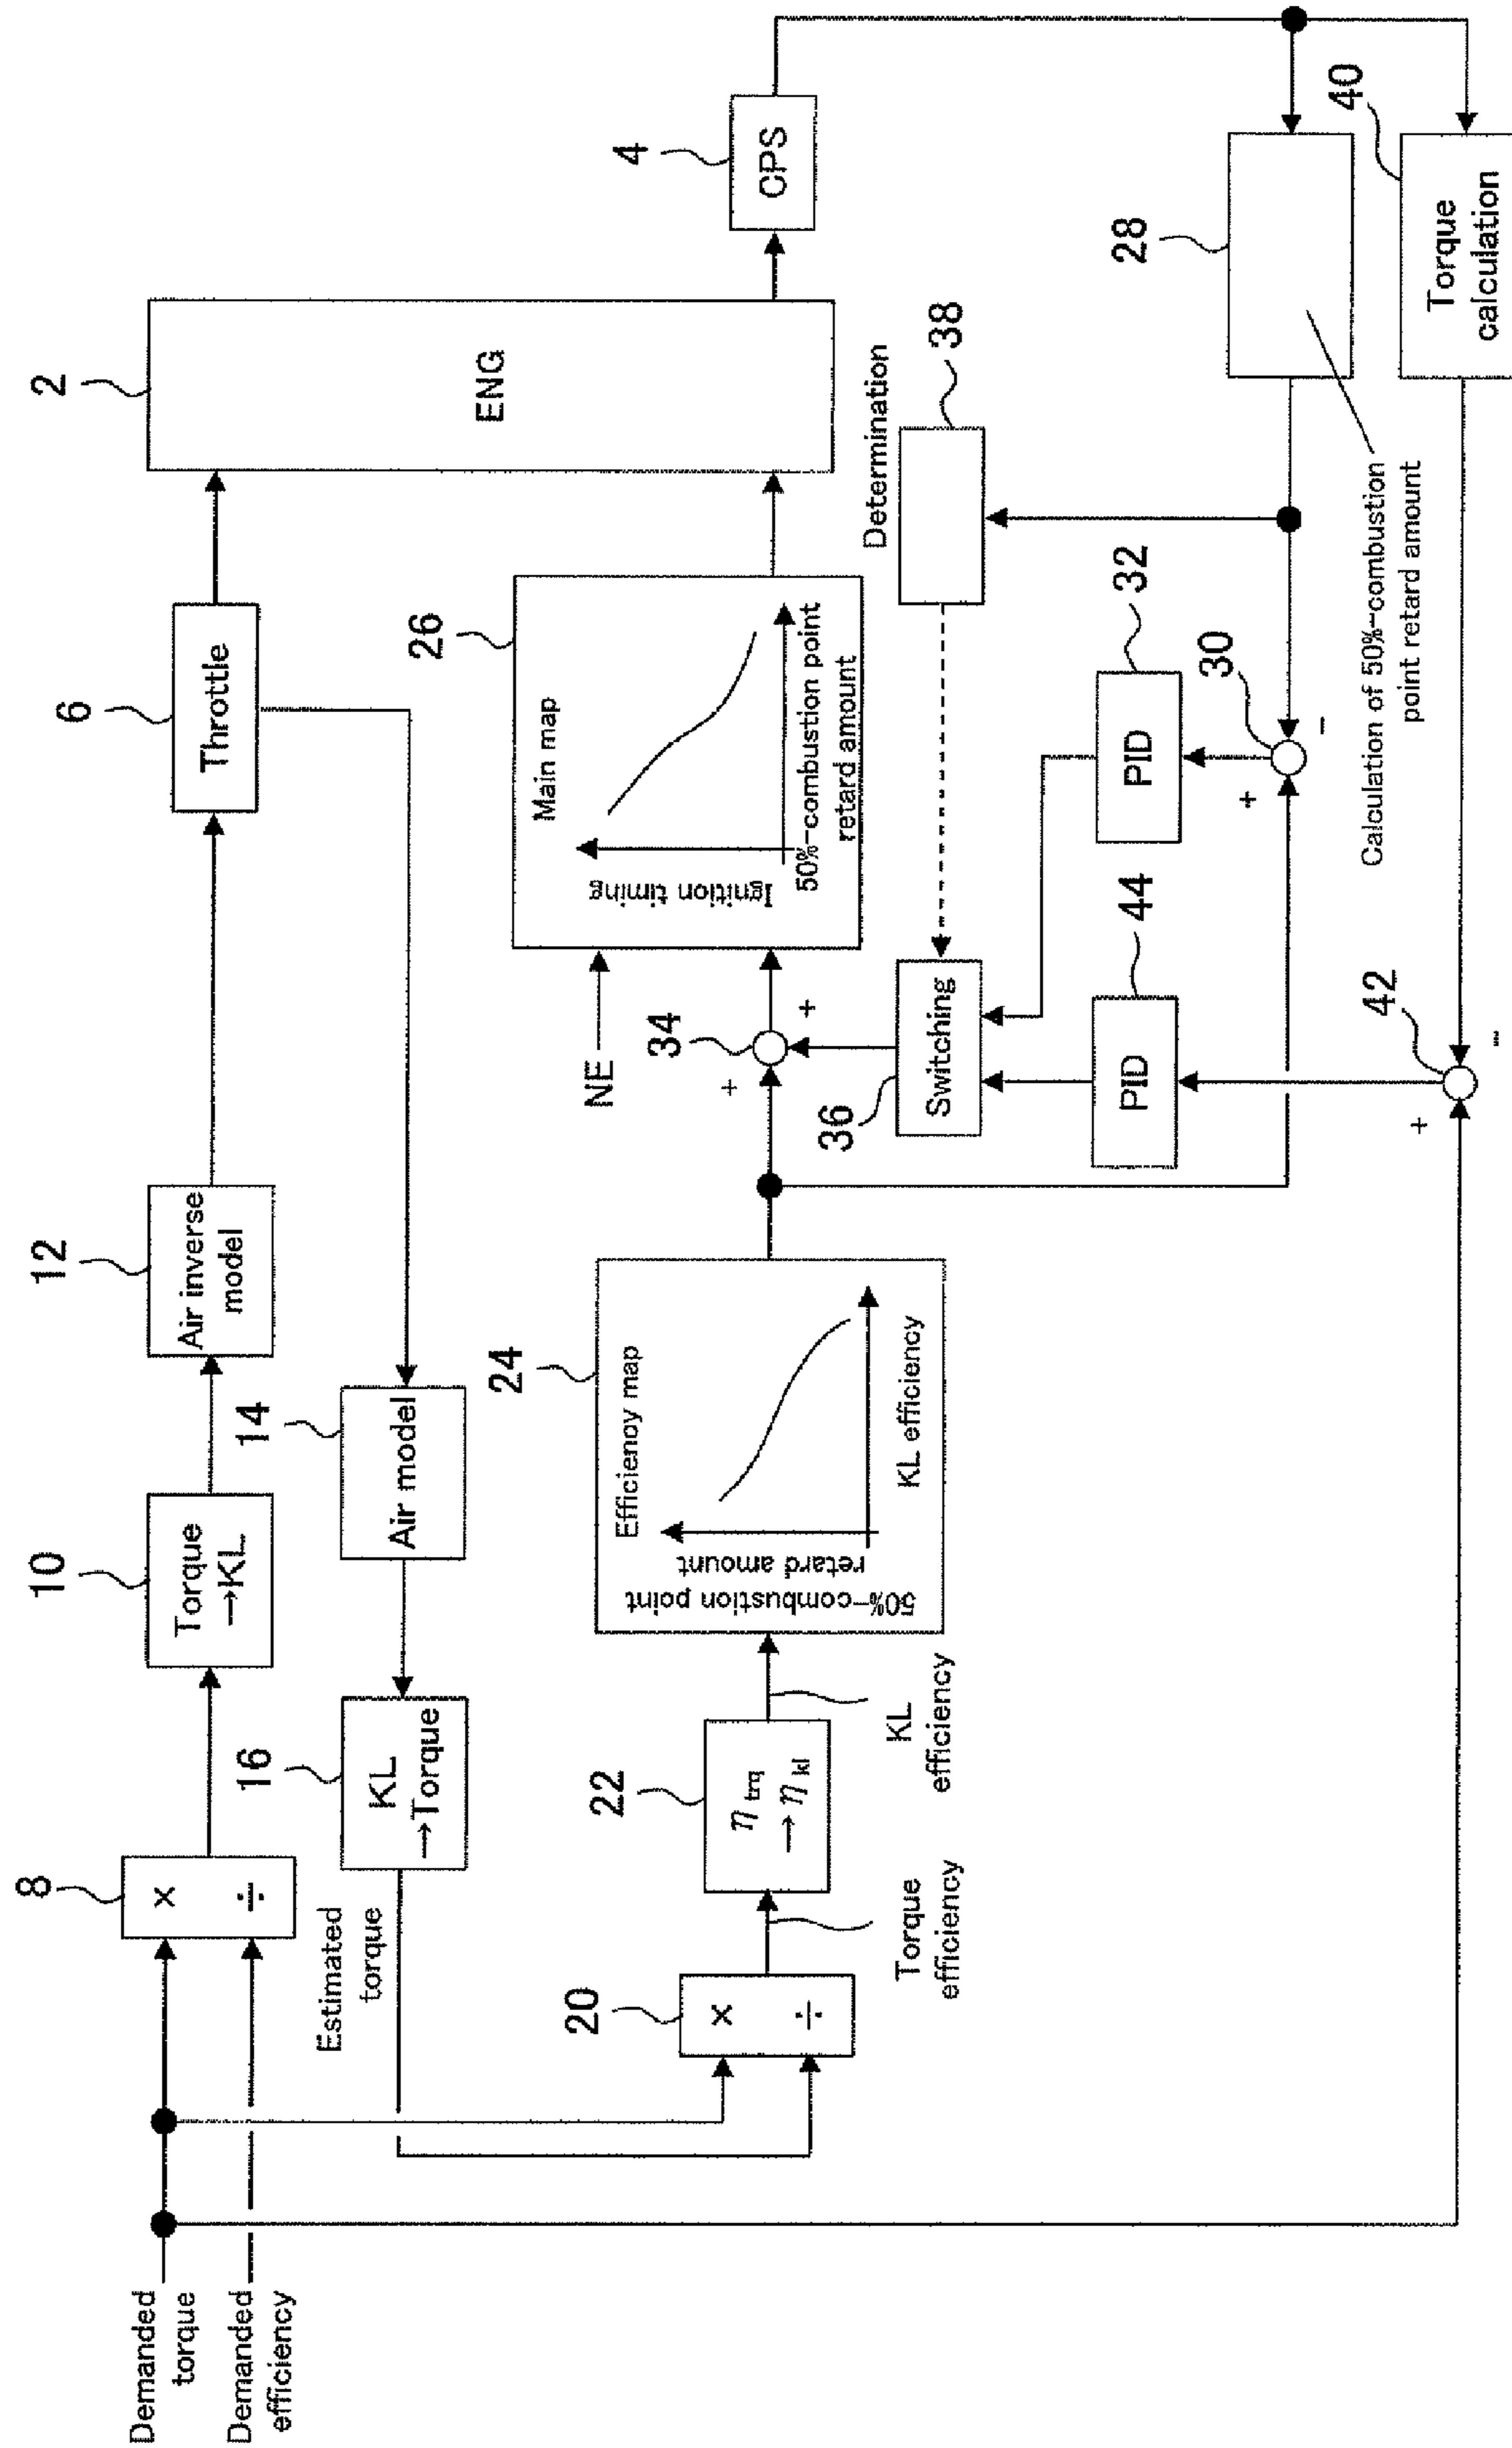 Demanded
torque
Demanded
efficiency
8
×
÷
10
Torque
→KL
12
Air inverse
model
6
Throttle
2
ENG
4
CPS
16
KL
→Torque
14
Air model
Estimated
torque
20
×
÷
Torque
efficiency
22
η trq
→ η kl
KL
efficiency
24
Efficiency map
50%-combustion point
retard amount
KL efficiency
26
Main map
Ignition timing
50%-combustion point
retard amount
NE
34
+
+
36
Switching
Determination
38
44
PID
32
PID
30
+
-
42
+
-
28
Calculation of 50%-combustion
point retard amount
40
Torque
calculation